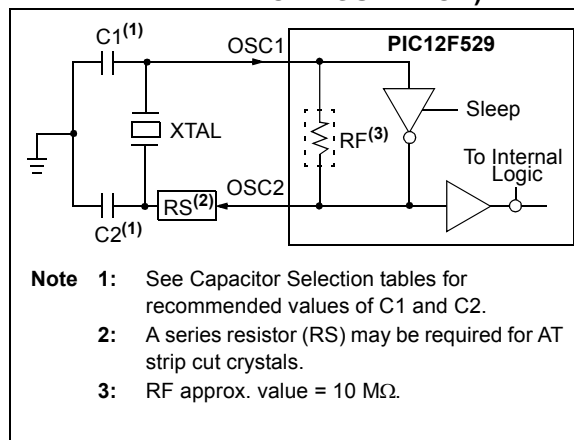 C1(1)
OSC1
PIC12F529
Sleep
XTAL
RF(3)
To Internal
Logic
OSC2
RS(2)
C2(1)
Note 1: See Capacitor Selection tables for
recommended values of C1 and C2.
2: A series resistor (RS) may be required for AT
strip cut crystals.
3: RF approx. value = 10 MΩ.